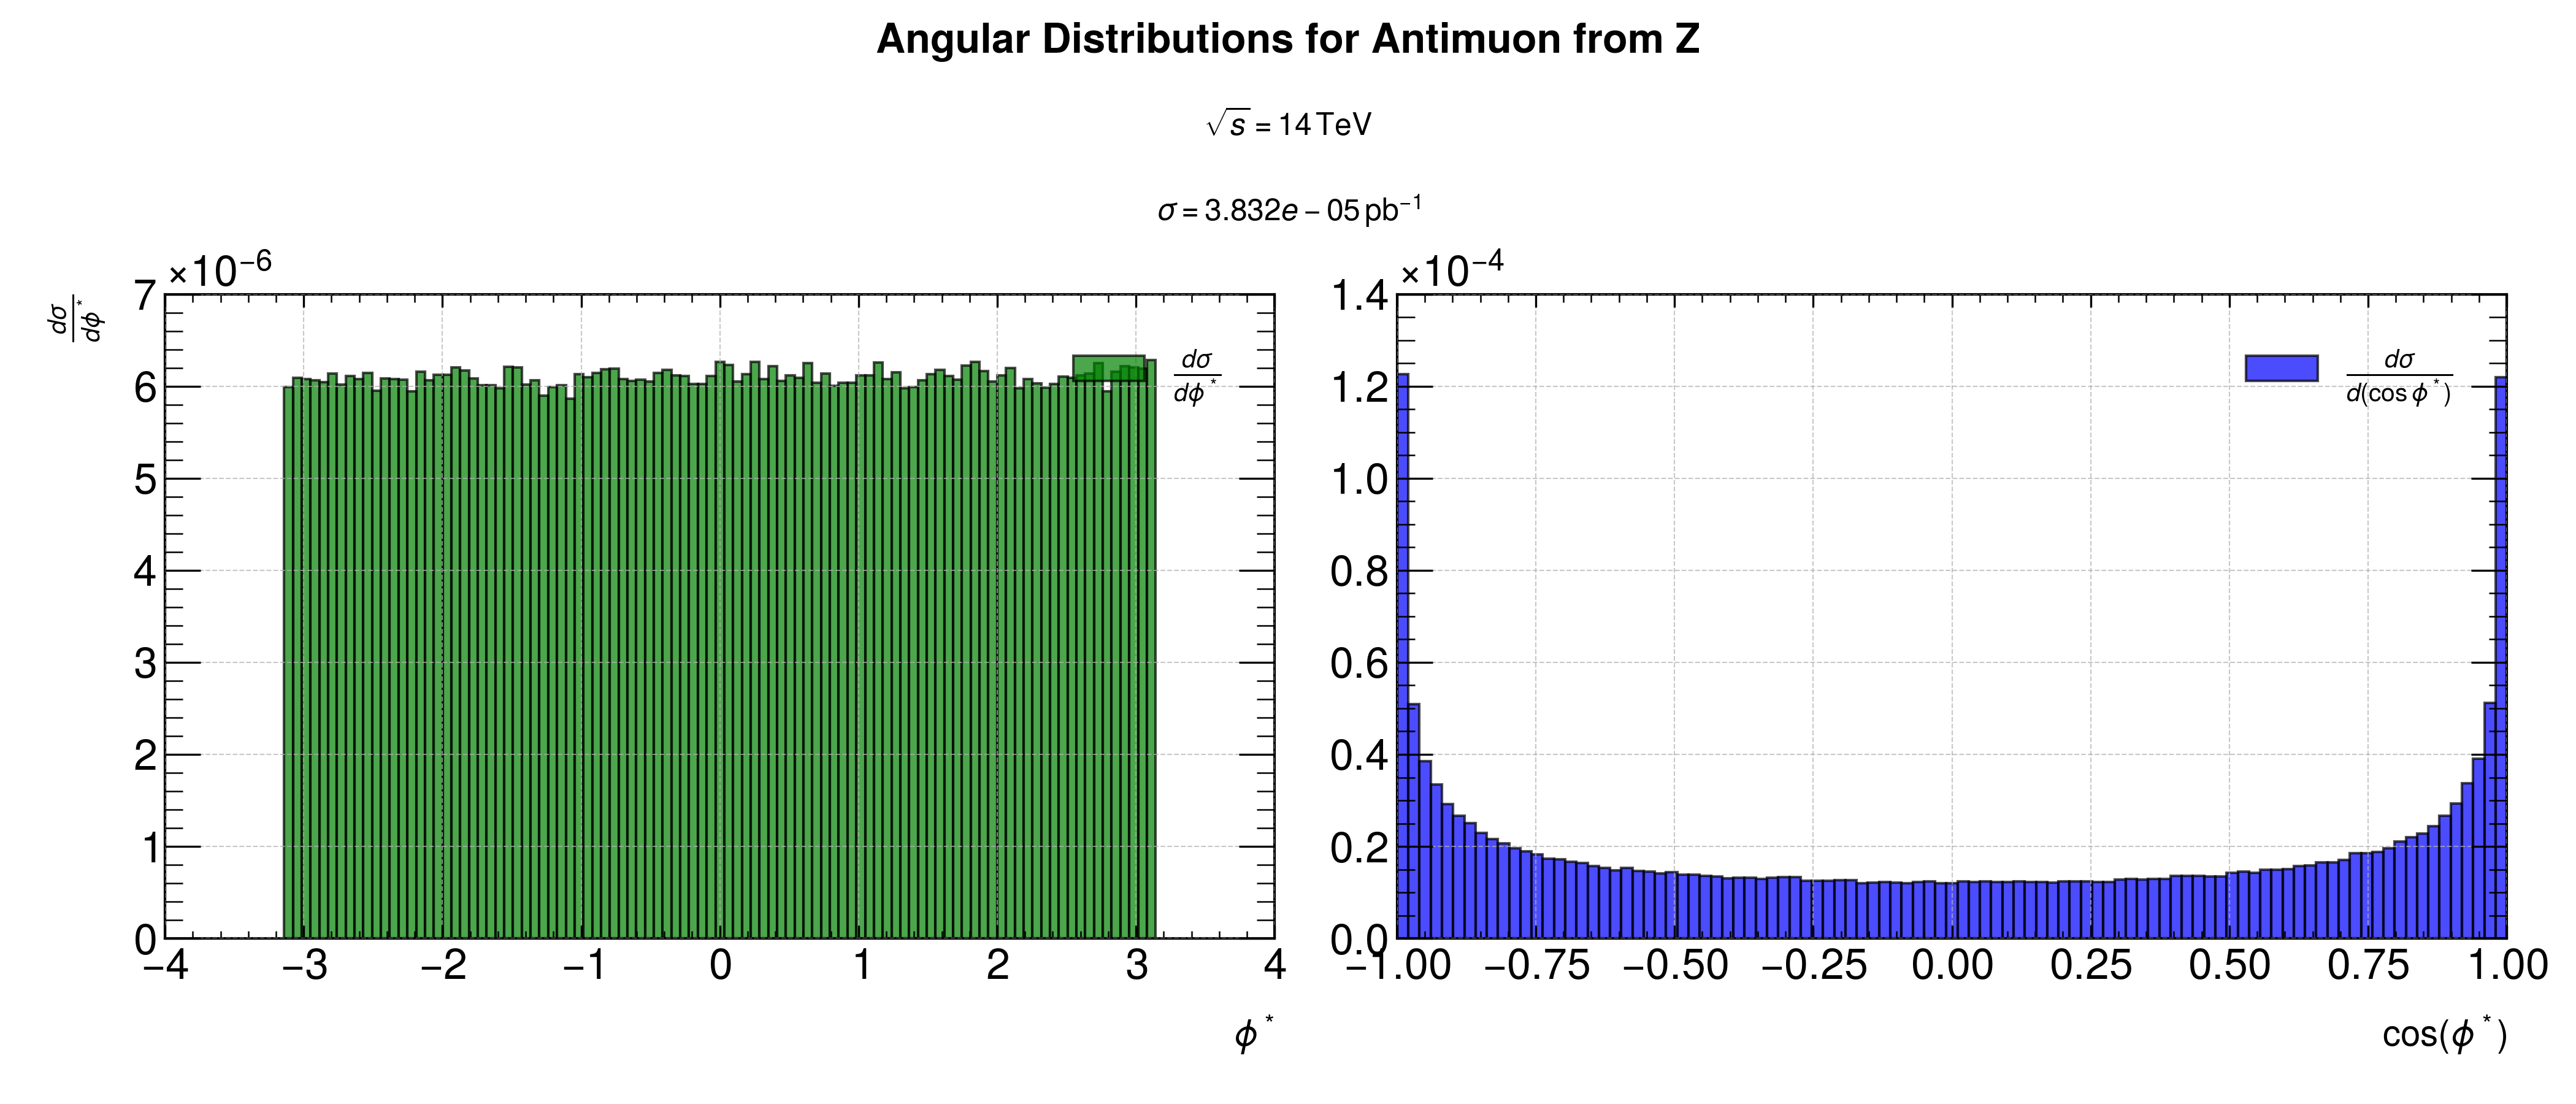 Angular Distributions for Antimuon from Z
√s = 14 TeV
σ = 3.832e − 05 pb⁻¹
×10⁻⁶
dσ/dϕ*
7
6
5
4
3
2
1
0
dσ/dϕ*
−4 −3 −2 −1 0 1 2 3 4
ϕ*
×10⁻⁴
1.4
1.2
1.0
0.8
0.6
0.4
0.2
0.0
dσ/d(cos ϕ*)
−1.00 −0.75 −0.50 −0.25 0.00 0.25 0.50 0.75 1.00
cos(ϕ*)